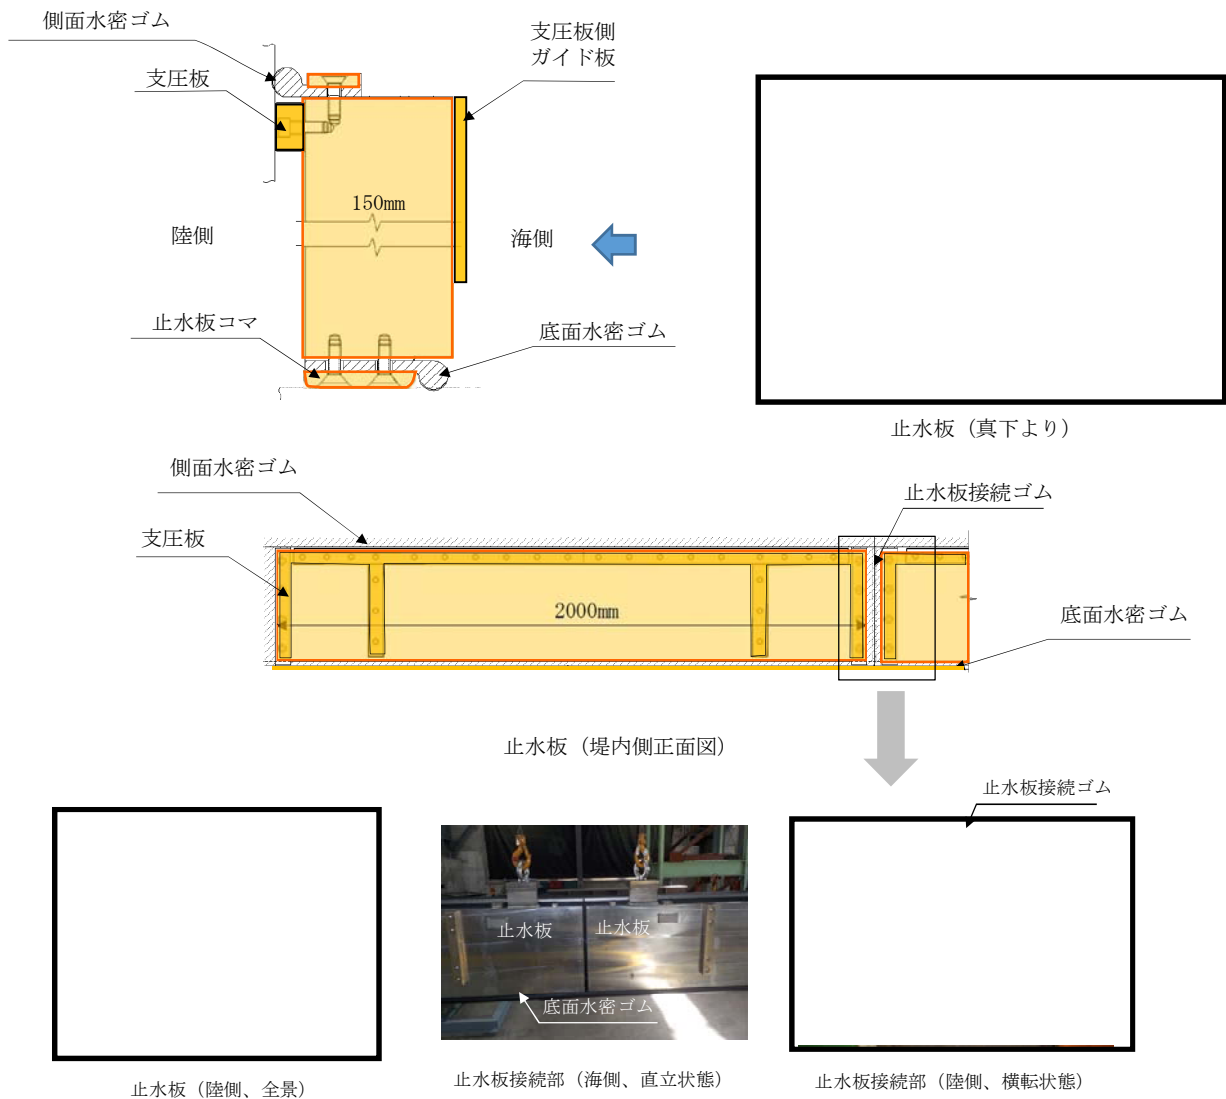 側面水密ゴム
支圧板側
ガイド板
支圧板
150mm
陸側
海側
止水板コマ
底面水密ゴム
止水板（真下より）
側面水密ゴム
止水板接続ゴム
支圧板
2000mm
底面水密ゴム
止水板（堤内側正面図）
止水板接続ゴム
止水板
止水板
底面水密ゴム
止水板（陸側、全景）
止水板接続部（海側、直立状態）
止水板接続部（陸側、横転状態）